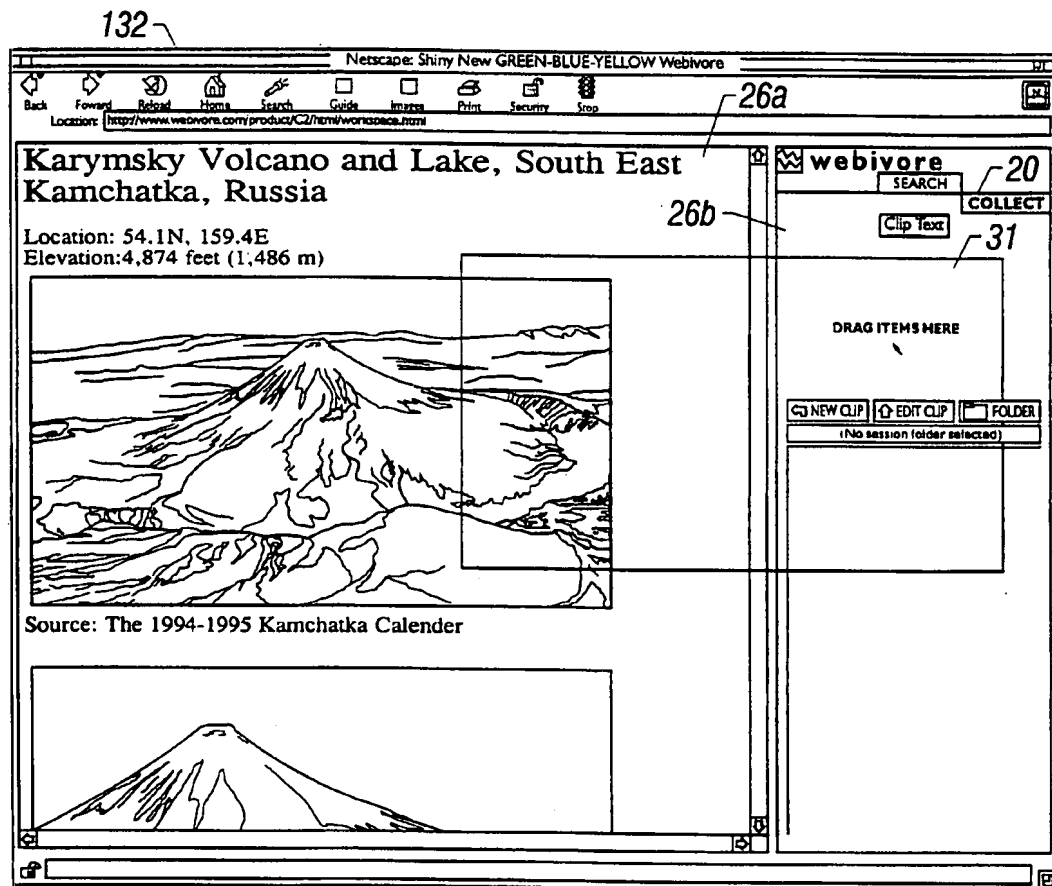 132
Netscape: Shiny New GREEN-BLUE-YELLOW Webivore
Back Foward Reload Home Search Guide Images Print Security Stop
N
Location: http://www.webivore.com/product/C2/html/workspace.html
26a
Karymsky Volcano and Lake, South East
Kamchatka, Russia
Location: 54.1N, 159.4E
Elevation:4,874 feet (1,486 m)
Source: The 1994-1995 Kamchatka Calender
webivore
SEARCH
20
COLLECT
26b
Clip Text
31
DRAG ITEMS HERE
NEW CLIP EDIT CLIP FOLDER
(No session folder selected)